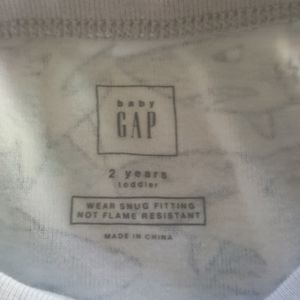 baby
GAP
2 years
toddler
WEAR SNUG FITTING
NOT FLAME RESISTANT
MADE IN CHINA